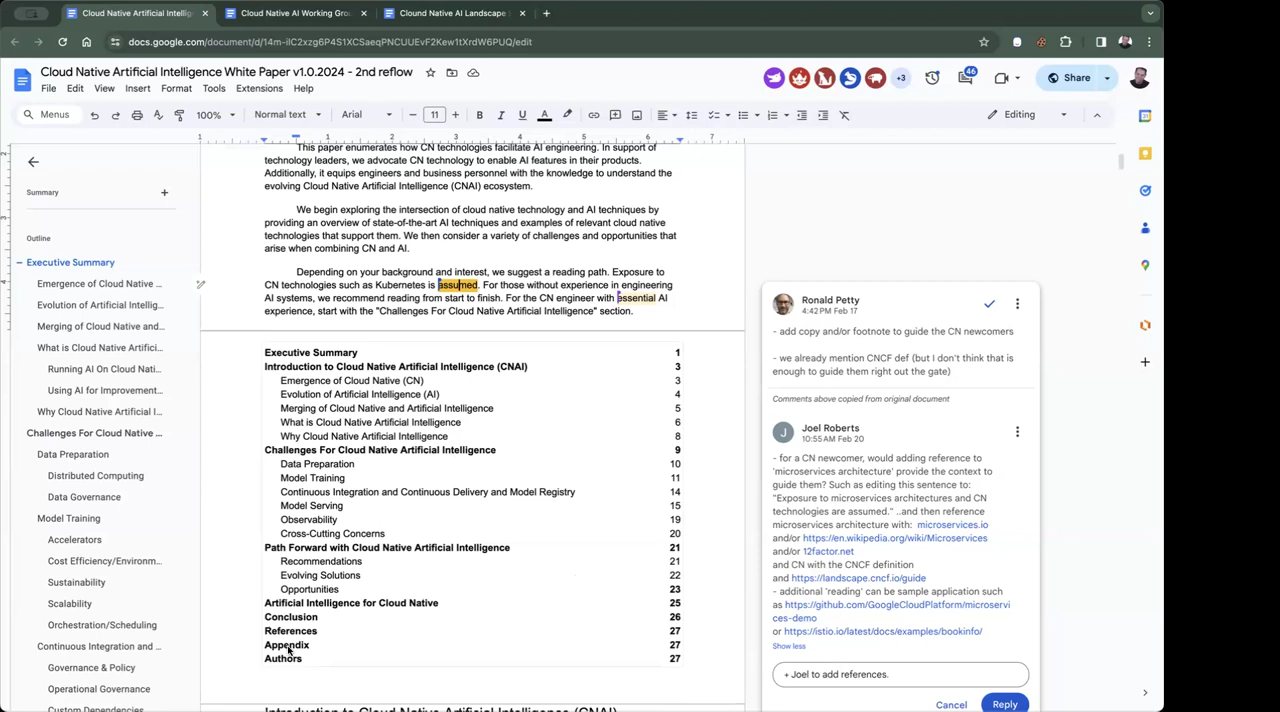 Cloud Native Artificial Intellig
Cloud Native AI Working Gro
Clound Native AI Landscape
docs.google.com/document/d/14m-iIC2xzg6P4S1XCSaeqPNCUUEvF2Kew1tXrdW6PUQ/edit
Cloud Native Artificial Intelligence White Paper v1.0.2024 - 2nd reflow
+3
46
Share
File Edit View Insert Format Tools Extensions Help
Menus
100%
Normal text
Arial
11
B I U A
Editing
1 1 2 3 4 5 6 7
This paper enumerates how CN technologies facilitate AI engineering. In support of
technology leaders, we advocate CN technology to enable AI features in their products.
Additionally, it equips engineers and business personnel with the knowledge to understand the
evolving Cloud Native Artificial Intelligence (CNAI) ecosystem.
We begin exploring the intersection of cloud native technology and AI techniques by
providing an overview of state-of-the-art AI techniques and examples of relevant cloud native
technologies that support them. We then consider a variety of challenges and opportunities that
arise when combining CN and AI.
Depending on your background and interest, we suggest a reading path. Exposure to
CN technologies such as Kubernetes is assumed. For those without experience in engineering
AI systems, we recommend reading from start to finish. For the CN engineer with essential AI
experience, start with the "Challenges For Cloud Native Artificial Intelligence" section.
Executive Summary 1
Introduction to Cloud Native Artificial Intelligence (CNAI) 3
Emergence of Cloud Native (CN) 3
Evolution of Artificial Intelligence (AI) 4
Merging of Cloud Native and Artificial Intelligence 5
What is Cloud Native Artificial Intelligence 6
Why Cloud Native Artificial Intelligence 8
Challenges For Cloud Native Artificial Intelligence 9
Data Preparation 10
Model Training 11
Continuous Integration and Continuous Delivery and Model Registry 14
Model Serving 15
Observability 19
Cross-Cutting Concerns 20
Path Forward with Cloud Native Artificial Intelligence 21
Recommendations 21
Evolving Solutions 22
Opportunities 23
Artificial Intelligence for Cloud Native 25
Conclusion 26
References 27
Appendix 27
Authors 27
Introduction to Cloud Native Artificial Intelligence (CNAI)
Summary
Outline
Executive Summary
Emergence of Cloud Native ...
Evolution of Artificial Intellig...
Merging of Cloud Native and...
What is Cloud Native Artifici...
Running AI On Cloud Nati...
Using AI for Improvement...
Why Cloud Native Artificial I...
Challenges For Cloud Native ...
Data Preparation
Distributed Computing
Data Governance
Model Training
Accelerators
Cost Efficiency/Environm...
Sustainability
Scalability
Orchestration/Scheduling
Continuous Integration and ...
Governance & Policy
Operational Governance
Custom Dependencies
Ronald Petty
4:42 PM Feb 17
- add copy and/or footnote to guide the CN newcomers
- we already mention CNCF def (but I don't think that is
enough to guide them right out the gate)
Comments above copied from original document
J
Joel Roberts
10:55 AM Feb 20
- for a CN newcomer, would adding reference to
'microservices architecture' provide the context to
guide them? Such as editing this sentence to:
"Exposure to microservices architectures and CN
technologies are assumed." ..and then reference
microservices architecture with: microservices.io
and/or https://en.wikipedia.org/wiki/Microservices
and/or 12factor.net
and CN with the CNCF definition
and https://landscape.cncf.io/guide
- additional 'reading' can be sample application such
as https://github.com/GoogleCloudPlatform/microservi
ces-demo
or https://istio.io/latest/docs/examples/bookinfo/
Show less
+ Joel to add references.
Cancel
Reply